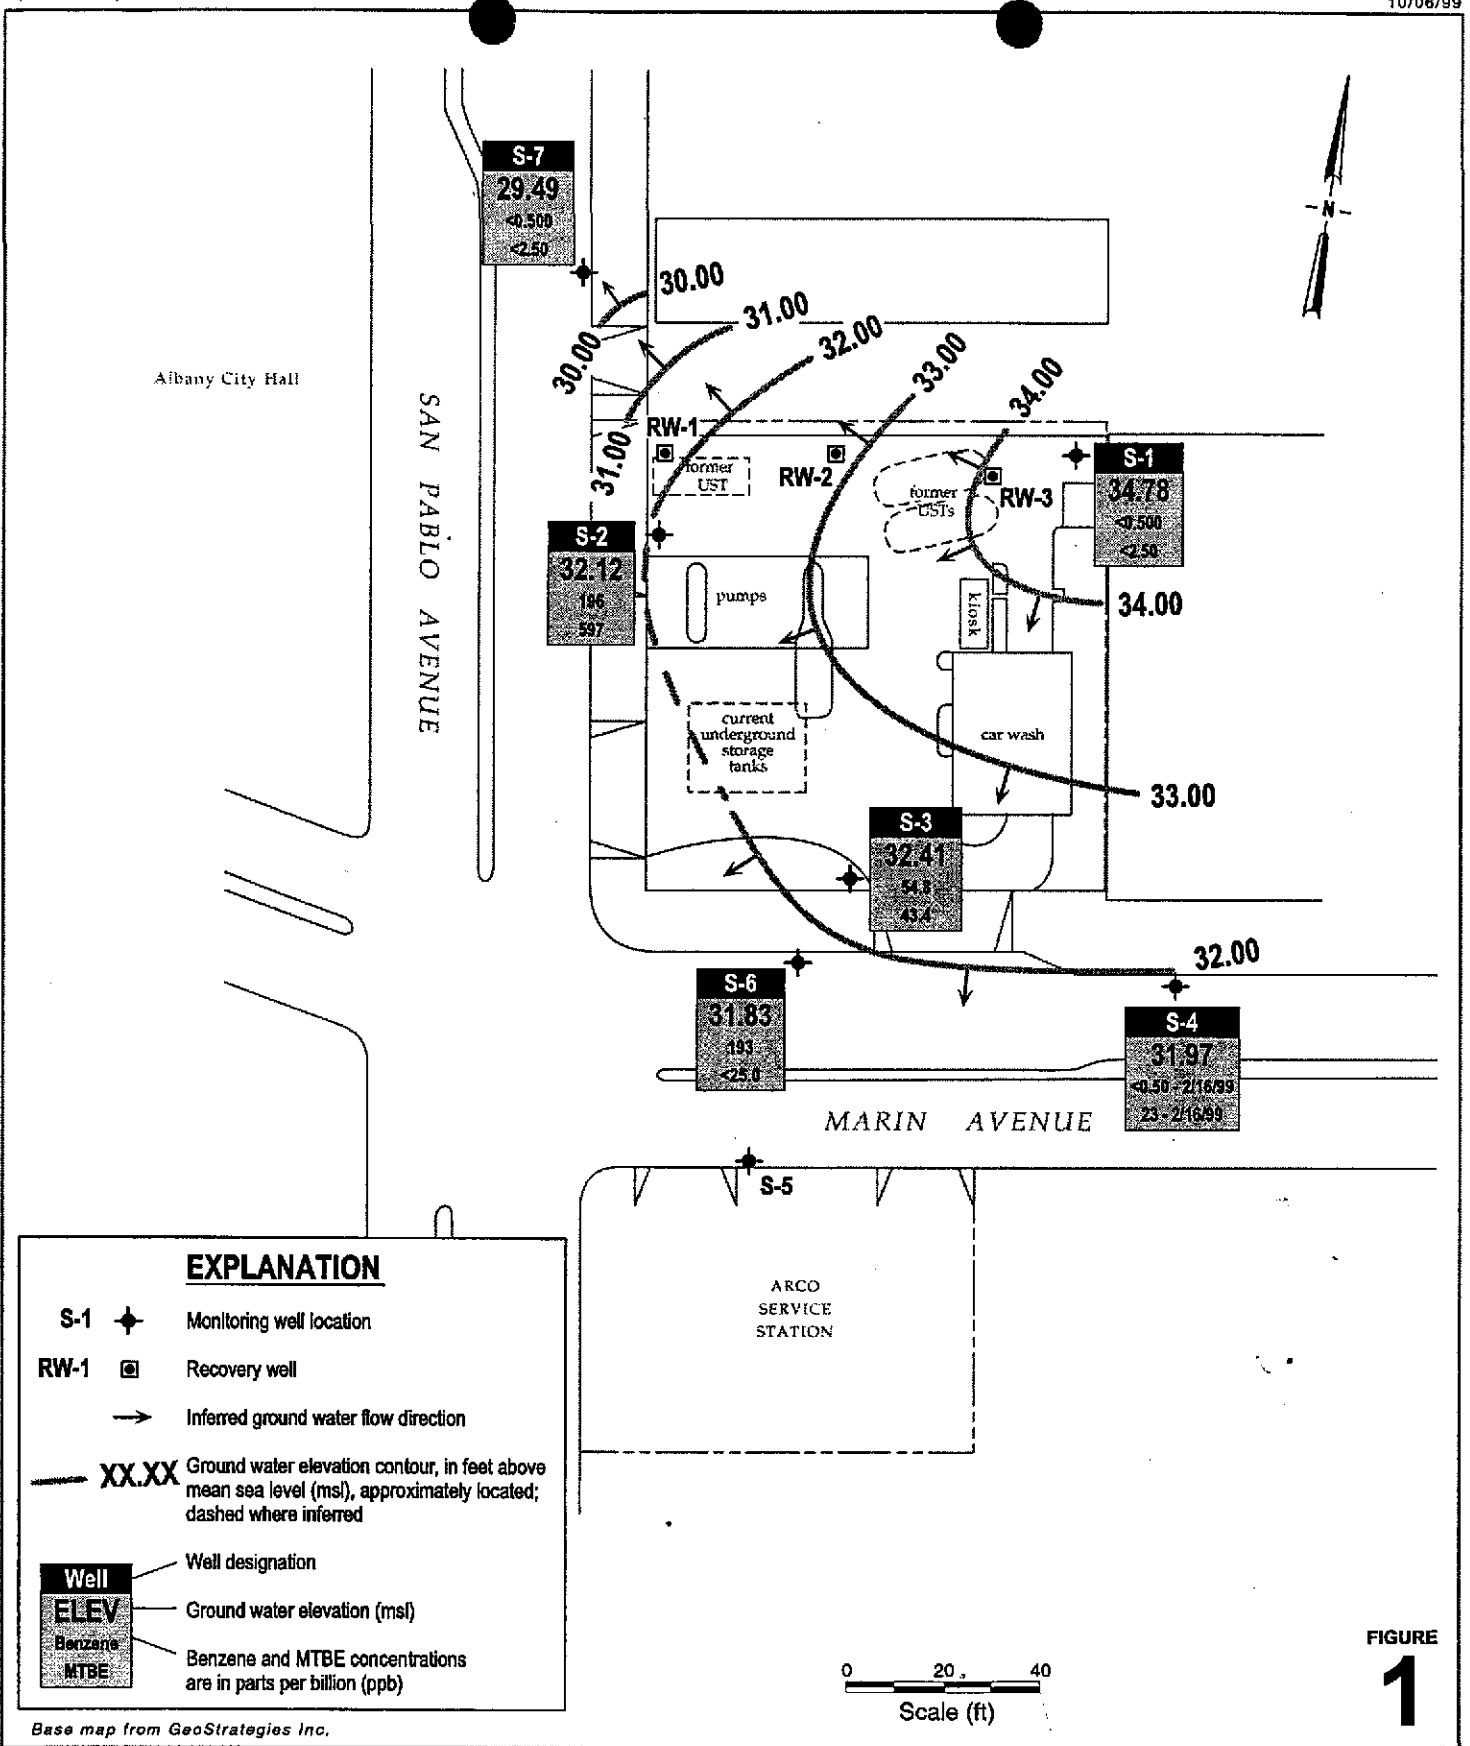 10/06/99
S-7
29.49
<0.500
<2.50
N
30.00
31.00
32.00
33.00
34.00
30.00
Albany City Hall
SAN PABLO AVENUE
RW-1
31.00
former
UST
RW-2
former
USTs
RW-3
S-1
34.78
<0.500
<2.50
S-2
32.12
196
597
pumps
kiosk
34.00
current
underground
storage
tanks
car wash
33.00
S-3
32.41
54.8
43.4
32.00
S-6
31.83
193
<25.0
S-4
31.97
<0.50 - 2/16/99
23 - 2/16/99
MARIN AVENUE
S-5
ARCO
SERVICE
STATION
EXPLANATION
S-1 Monitoring well location
RW-1 Recovery well
Inferred ground water flow direction
XX.XX Ground water elevation contour, in feet above
mean sea level (msl), approximately located;
dashed where inferred
Well
ELEV
Benzene
MTBE
Well designation
Ground water elevation (msl)
Benzene and MTBE concentrations
are in parts per billion (ppb)
0 20 40
Scale (ft)
FIGURE
1
Base map from GeoStrategies Inc.